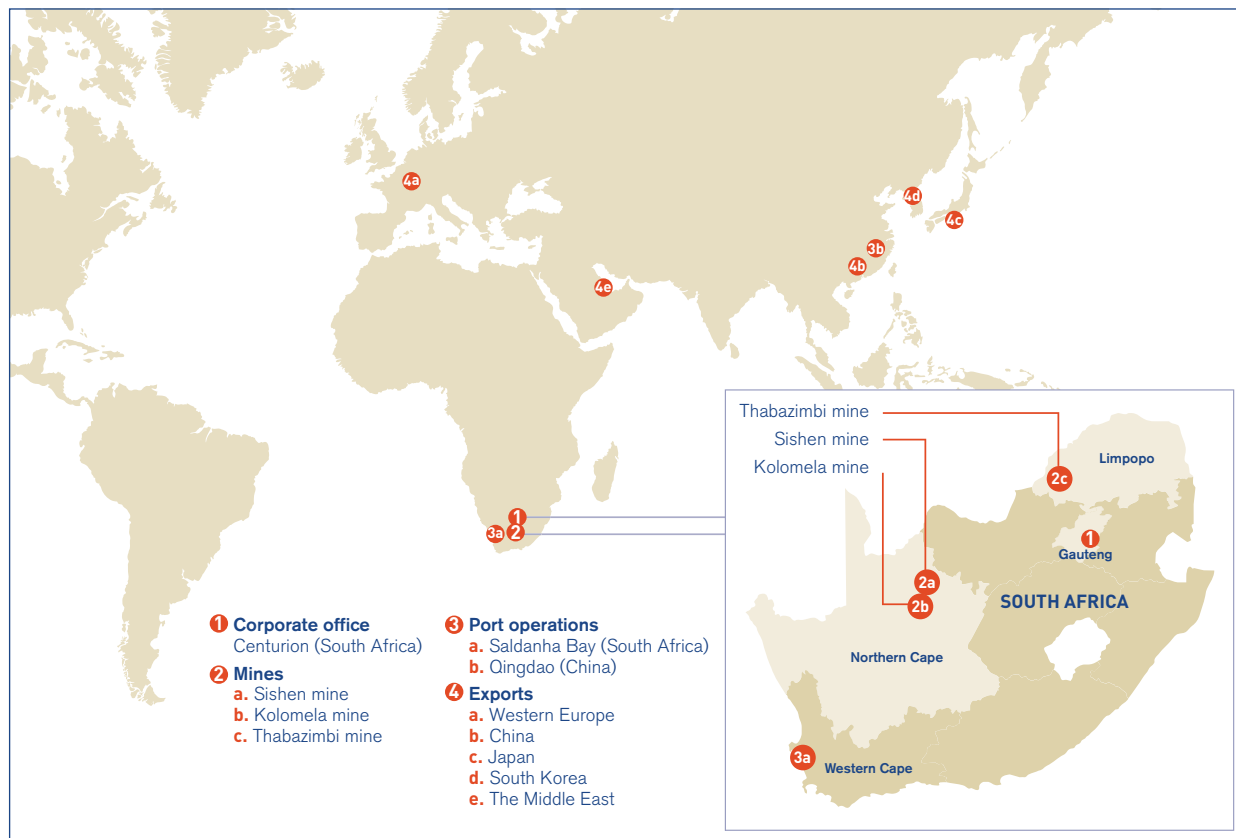 4a
4d
4c
3b
4b
4e
1
3a
2
Thabazimbi mine
Sishen mine
Kolomela mine
Limpopo
2c
1
Gauteng
2a
2b
SOUTH AFRICA
Northern Cape
3a
Western Cape
1 Corporate office
Centurion (South Africa)
2 Mines
a. Sishen mine
b. Kolomela mine
c. Thabazimbi mine
3 Port operations
a. Saldanha Bay (South Africa)
b. Qingdao (China)
4 Exports
a. Western Europe
b. China
c. Japan
d. South Korea
e. The Middle East